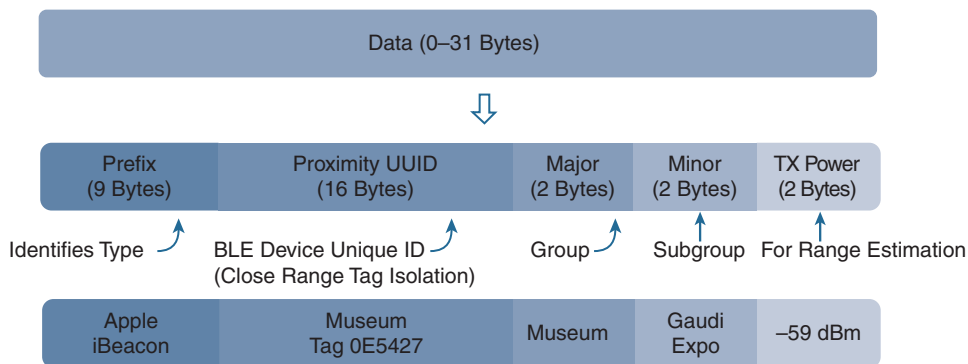 Data (0–31 Bytes)
Prefix
(9 Bytes)
Proximity UUID
(16 Bytes)
Major
(2 Bytes)
Minor
(2 Bytes)
TX Power
(2 Bytes)
Identifies Type
BLE Device Unique ID
(Close Range Tag Isolation)
Group
Subgroup
For Range Estimation
Apple
iBeacon
Museum
Tag 0E5427
Museum
Gaudi
Expo
–59 dBm